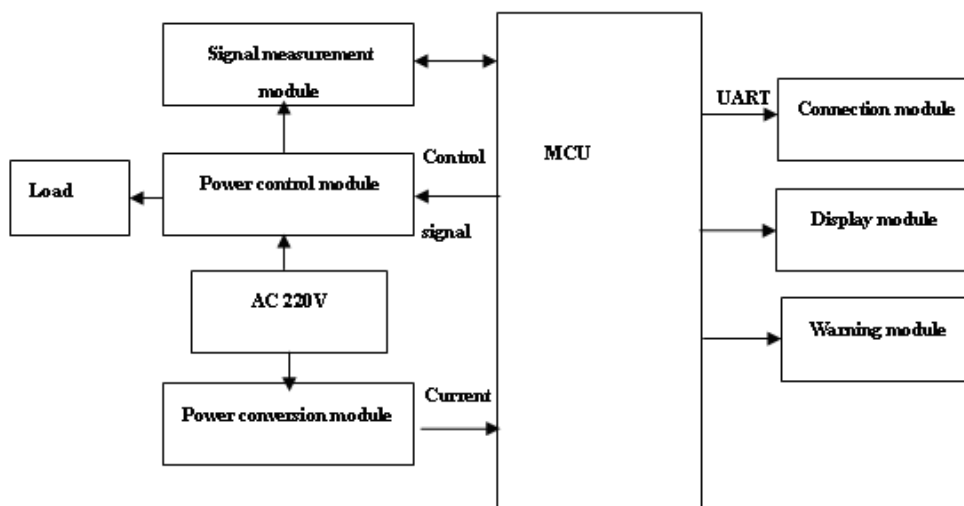 Signal measurement
module
UART
Connection module
Control
MCU
Load
Power control module
signal
Display module
AC 220V
Warning module
Current
Power conversion module